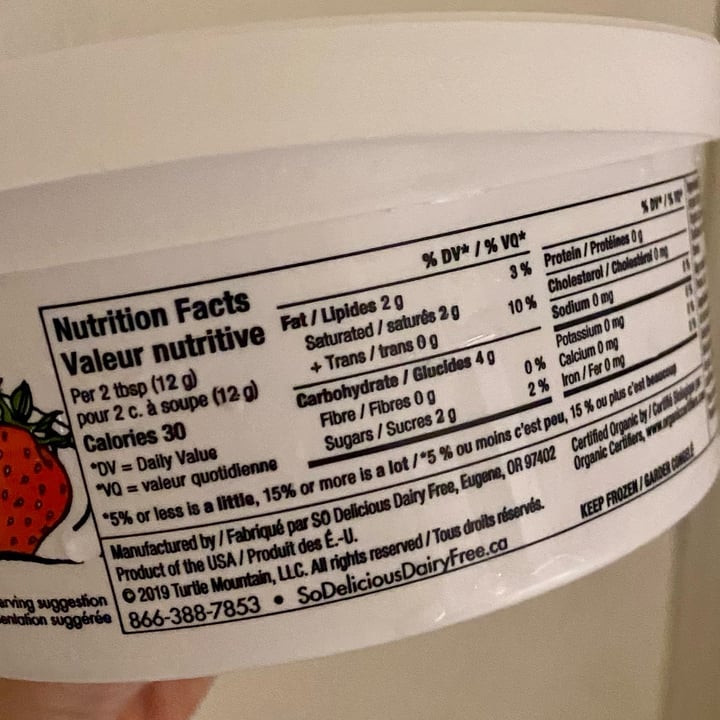 Nutrition Facts
Valeur nutritive
Per 2 tbsp (12 g)
pour 2 c. à soupe (12 g)
Calories 30
*DV = Daily Value
*VQ = valeur quotidienne
% DV* / % VQ*
Fat / Lipides 2 g 3 %
Saturated / saturés 2 g
+ Trans / trans 0 g 10 %
Carbohydrate / Glucides 4 g
Fibre / Fibres 0 g 0 %
Sugars / Sucres 2 g 2 %
% DV* / % VQ*
Protein / Protéines 0 g
Cholesterol / Cholestérol 0 mg
Sodium 0 mg
Potassium 0 mg
Calcium 0 mg
Iron / Fer 0 mg
*5% or less is a little, 15% or more is a lot / *5 % ou moins c'est peu, 15 % ou plus c'est beaucoup
Manufactured by / Fabriqué par SO Delicious Dairy Free, Eugene, OR 97402
Product of the USA / Produit des É.-U.
© 2019 Turtle Mountain, LLC. All rights reserved / Tous droits réservés.
866-388-7853 • SoDeliciousDairyFree.ca
Certified Organic by / Certifié
Organic Certifiers,
KEEP FROZEN / GARDER CONGELÉ
serving suggestion
suggérée